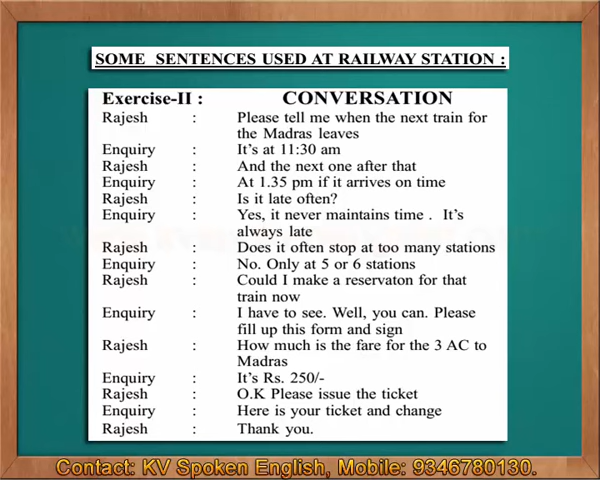 SOME SENTENCES USED AT RAILWAY STATION :
Exercise-II : CONVERSATION
Rajesh : Please tell me when the next train for
the Madras leaves
Enquiry : It's at 11:30 am
Rajesh : And the next one after that
Enquiry : At 1.35 pm if it arrives on time
Rajesh : Is it late often?
Enquiry : Yes, it never maintains time . It's
always late
Rajesh : Does it often stop at too many stations
Enquiry : No. Only at 5 or 6 stations
Rajesh : Could I make a reservaton for that
train now
Enquiry : I have to see. Well, you can. Please
fill up this form and sign
Rajesh : How much is the fare for the 3 AC to
Madras
Enquiry : It's Rs. 250/-
Rajesh : O.K Please issue the ticket
Enquiry : Here is your ticket and change
Rajesh : Thank you.
Contact: KV Spoken English, Mobile: 9346780130.